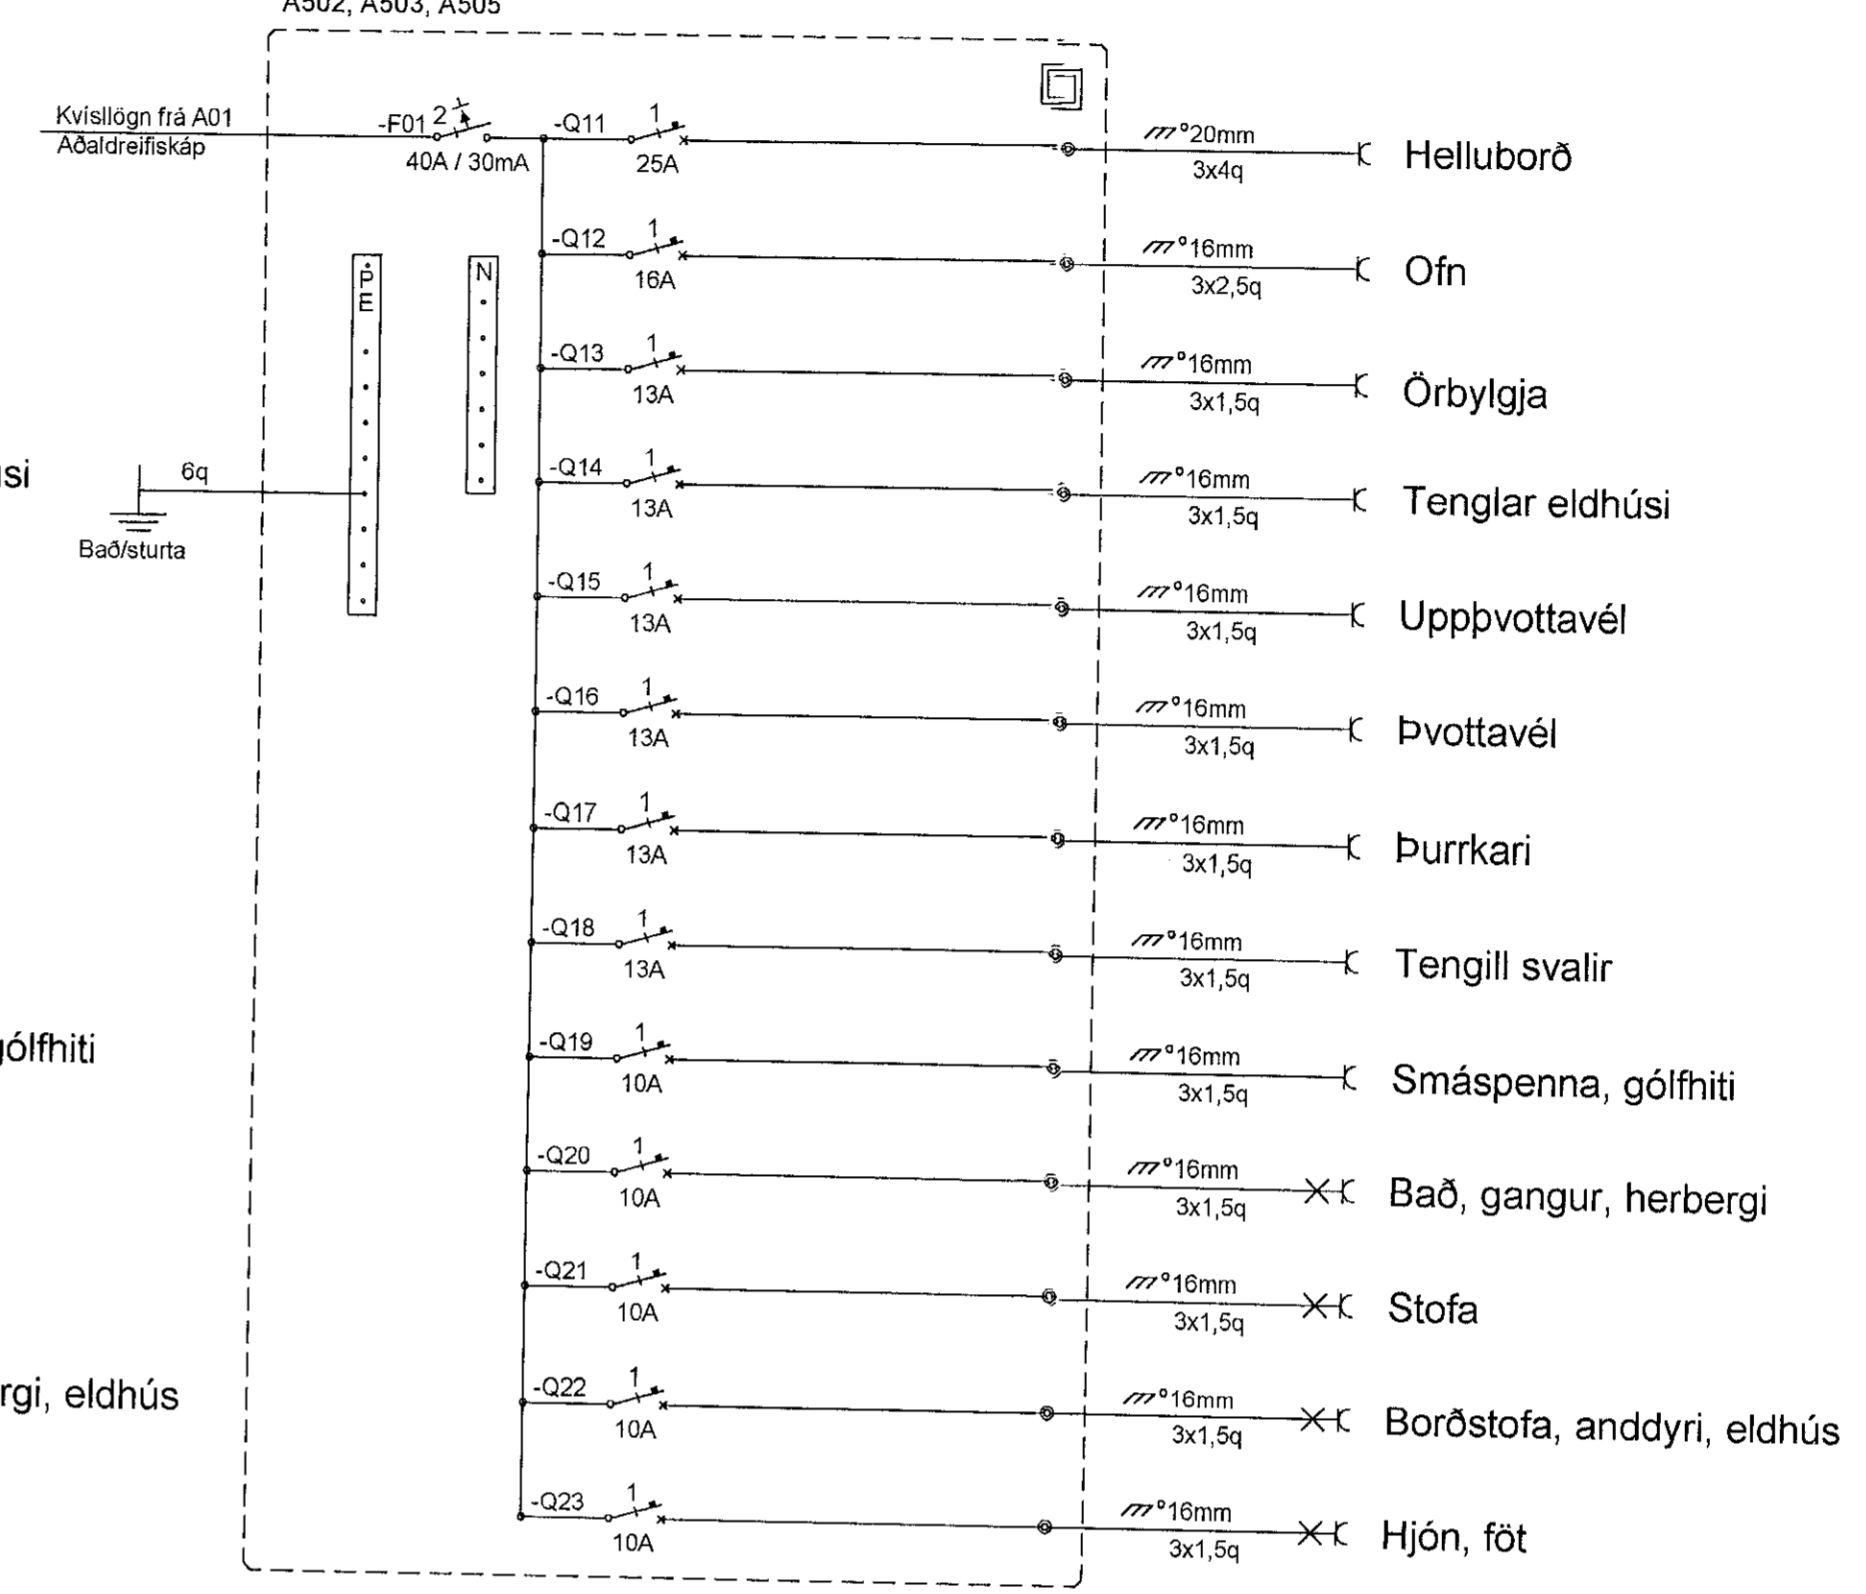 A502, A503, A505
Kvísllögn frá A01
Aðaldreifiskáp
-F01
2
40A / 30mA
-Q11
1
25A
20mm
3x4q
Helluborð
-Q12
1
16A
16mm
3x2,5q
Ofn
PE
N
-Q13
1
13A
16mm
3x1,5q
Örbylgja
6q
Bað/sturta
-Q14
1
13A
16mm
3x1,5q
Tenglar eldhúsi
-Q15
1
13A
16mm
3x1,5q
Uppþvottavél
-Q16
1
13A
16mm
3x1,5q
Þvottavél
-Q17
1
13A
16mm
3x1,5q
Þurrkari
-Q18
1
13A
16mm
3x1,5q
Tengill svalir
gólfhiti
-Q19
1
10A
16mm
3x1,5q
Smáspenna, gólfhiti
-Q20
1
10A
16mm
3x1,5q
Bað, gangur, herbergi
-Q21
1
10A
16mm
3x1,5q
Stofa
rgi, eldhús
-Q22
1
10A
16mm
3x1,5q
Borðstofa, anddyri, eldhús
-Q23
1
10A
16mm
3x1,5q
Hjón, föt